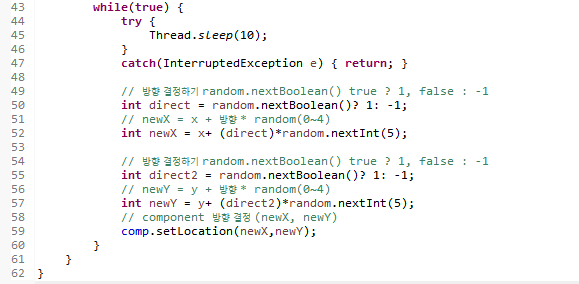 43 while(true) {
44 try {
45 Thread.sleep(10);
46 }
47 catch(InterruptedException e) { return; }
48
49 // 방향 결정하기 random.nextBoolean() true ? 1, false : -1
50 int direct = random.nextBoolean()? 1: -1;
51 // newX = x + 방향 * random(0~4)
52 int newX = x+ (direct)*random.nextInt(5);
53
54 // 방향 결정하기 random.nextBoolean() true ? 1, false : -1
55 int direct2 = random.nextBoolean()? 1: -1;
56 // newY = y + 방향 * random(0~4)
57 int newY = y+ (direct2)*random.nextInt(5);
58 // component 방향 결정 (newX, newY)
59 comp.setLocation(newX,newY);
60 }
61 }
62 }